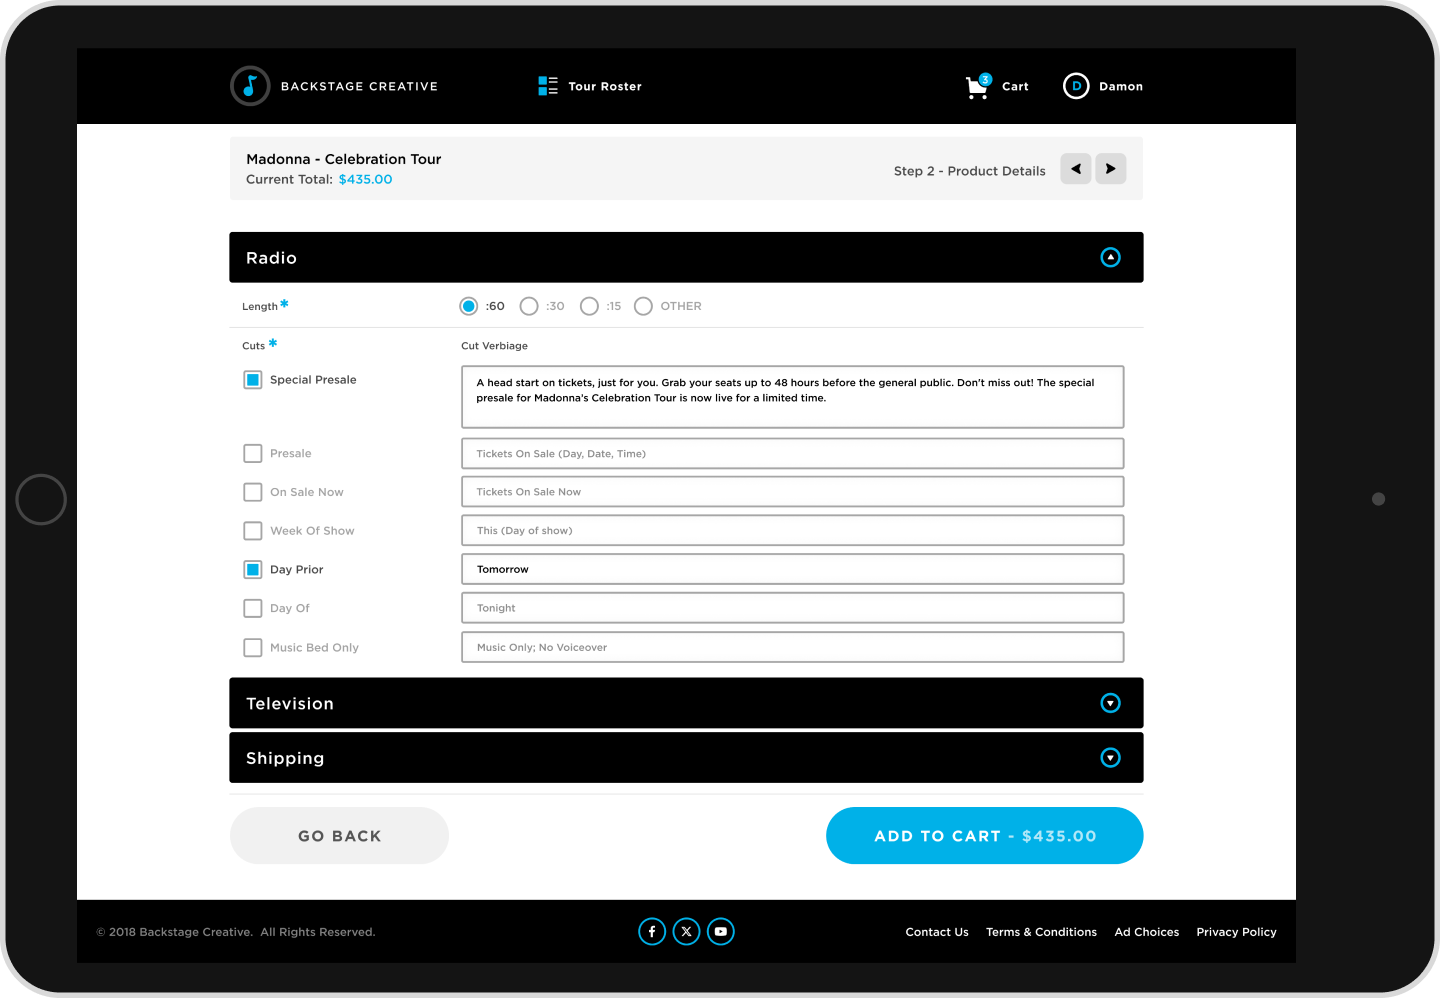 BACKSTAGE CREATIVE
Tour Roster
3
Cart
D
Damon
Madonna - Celebration Tour
Current Total: $435.00
Step 2 - Product Details
Radio
Length*
:60
:30
:15
OTHER
Cuts *
Cut Verbiage
Special Presale
A head start on tickets, just for you. Grab your seats up to 48 hours before the general public. Don't miss out! The special
presale for Madonna's Celebration Tour is now live for a limited time.
Presale
Tickets On Sale (Day, Date, Time)
On Sale Now
Tickets On Sale Now
Week Of Show
This (Day of show)
Day Prior
Tomorrow
Day Of
Tonight
Music Bed Only
Music Only; No Voiceover
Television
Shipping
GO BACK
ADD TO CART - $435.00
© 2018 Backstage Creative. All Rights Reserved.
Contact Us
Terms & Conditions
Ad Choices
Privacy Policy